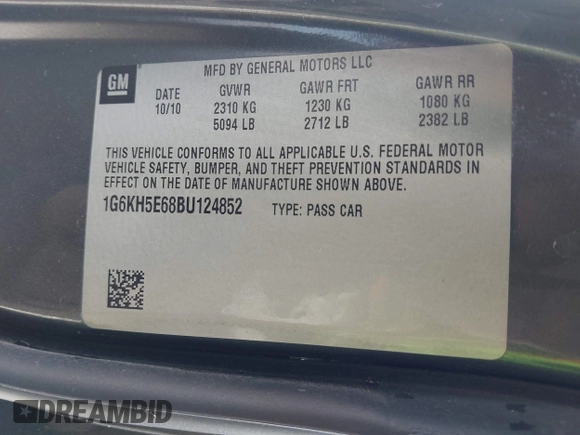 GM
MFD BY GENERAL MOTORS LLC
DATE GVWR GAWR FRT GAWR RR
10/10 2310 KG 1230 KG 1080 KG
5094 LB 2712 LB 2382 LB
THIS VEHICLE CONFORMS TO ALL APPLICABLE U.S. FEDERAL MOTOR
VEHICLE SAFETY, BUMPER, AND THEFT PREVENTION STANDARDS IN
EFFECT ON THE DATE OF MANUFACTURE SHOWN ABOVE.
1G6KH5E68BU124852 TYPE: PASS CAR
DREAMBID